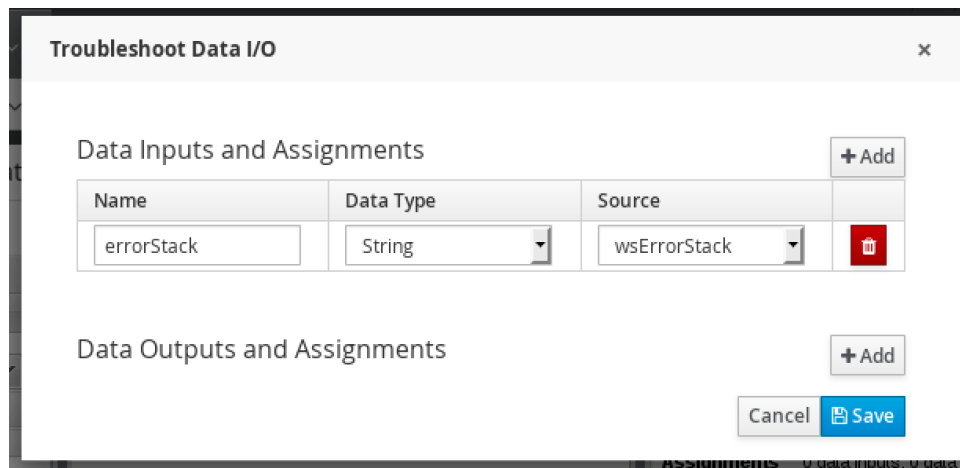 Troubleshoot Data I/O ×
Data Inputs and Assignments
+ Add
Name Data Type Source
errorStack String wsErrorStack
Data Outputs and Assignments
+ Add
Cancel Save
Assignments 0 data inputs, 0 data